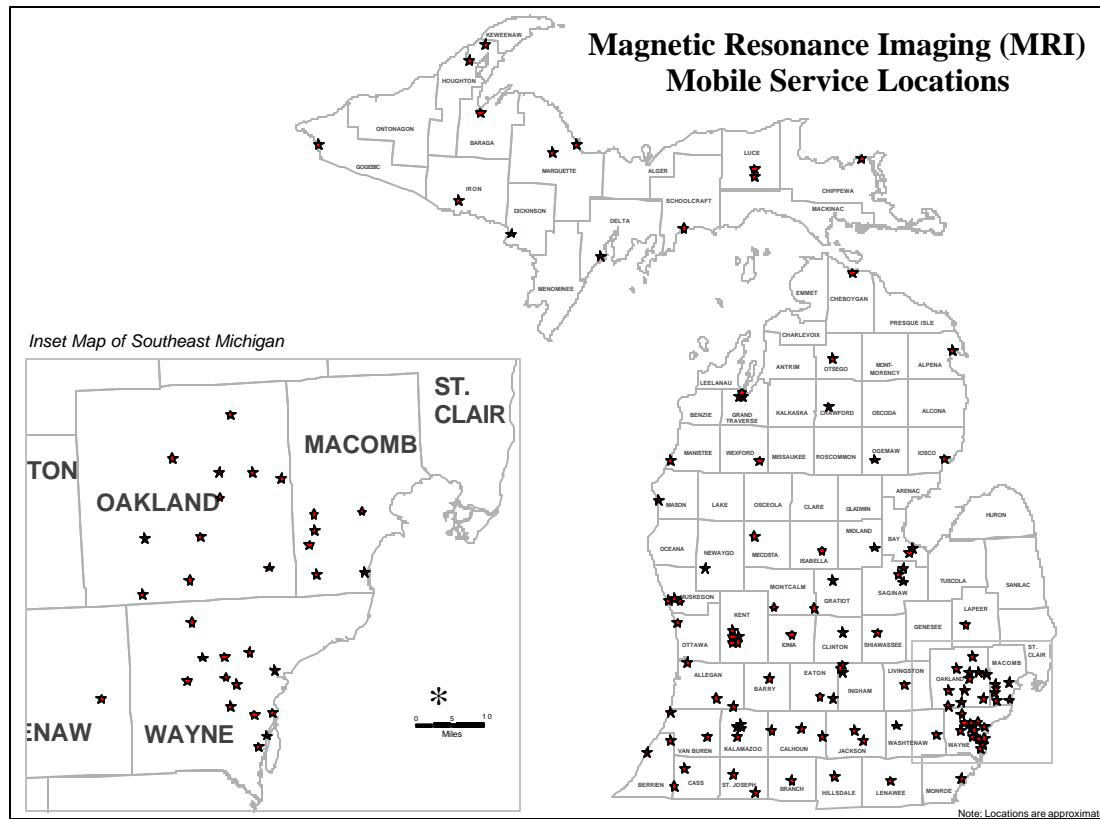 Magnetic Resonance Imaging (MRI)
Mobile Service Locations
KEWEENAW
HOUGHTON
ONTONAGON
BARAGA
GOGEBIC
MARQUETTE
LUCE
ALGER
CHIPPEWA
IRON
SCHOOLCRAFT
MACKINAC
DICKINSON
DELTA
MENOMINEE
EMMET
CHEBOYGAN
PRESQUE ISLE
CHARLEVOIX
ANTRIM
OTSEGO
MONT-
MORENCY
ALPENA
LEELANAU
BENZIE
GRAND
TRAVERSE
KALKASKA
CRAWFORD
OSCODA
ALCONA
MANISTEE
WEXFORD
MISSAUKEE
ROSCOMMON
OGEMAW
IOSCO
ARENAC
MASON
LAKE
OSCEOLA
CLARE
GLADWIN
HURON
MIDLAND
BAY
OCEANA
NEWAYGO
MECOSTA
ISABELLA
TUSCOLA
SANILAC
MONTCALM
GRATIOT
SAGINAW
MUSKEGON
LAPEER
KENT
GENESEE
OTTAWA
IONIA
CLINTON
SHIAWASSEE
ST.
CLAIR
MACOMB
ALLEGAN
BARRY
EATON
INGHAM
LIVINGSTON
OAKLAND
VAN BUREN
KALAMAZOO
CALHOUN
JACKSON
WASHTENAW
WAYNE
BERRIEN
CASS
ST. JOSEPH
BRANCH
HILLSDALE
LENAWEE
MONROE
Inset Map of Southeast Michigan
ST.
CLAIR
MACOMB
TON
OAKLAND
*
0 5 10
Miles
ENAW
WAYNE
Note: Locations are approximat